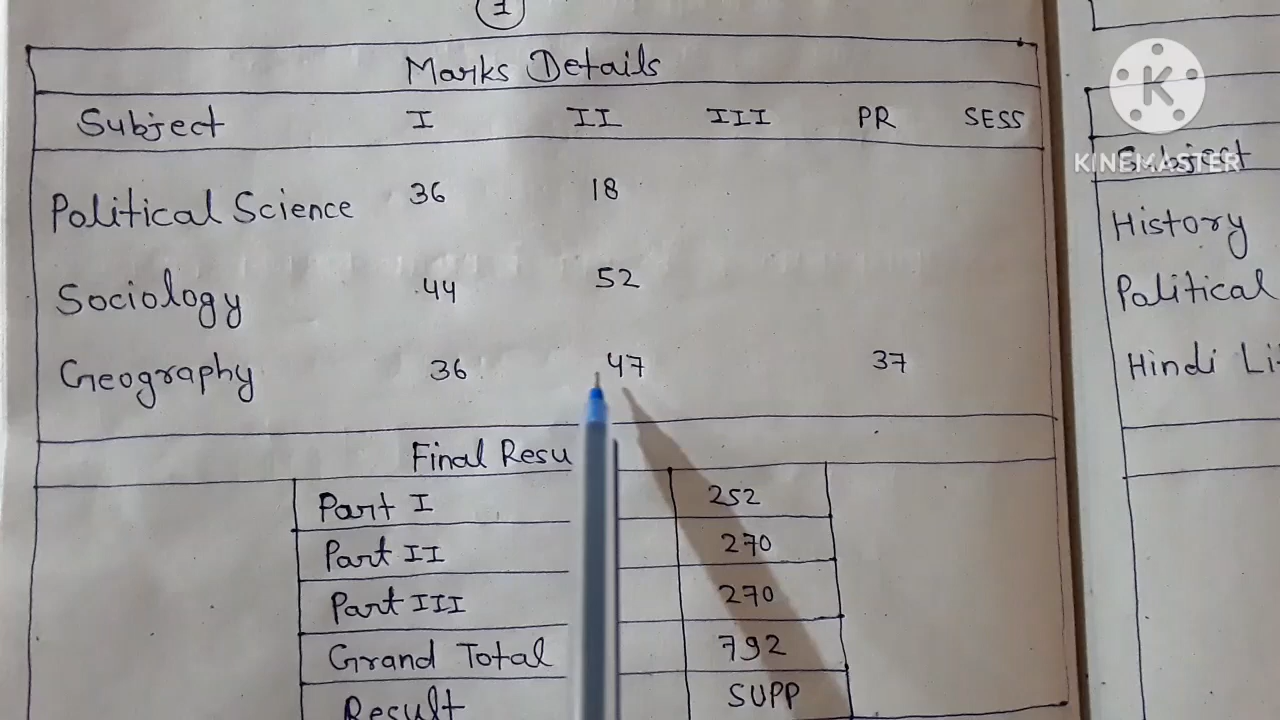 1
Marks Details
Subject I II III PR SESS
Political Science 36 18
Sociology 44 52
Geography 36 47 37
Final Resu
Part I 252
Part II 270
Part III 270
Grand Total 792
Result SUPP
K
KINEMASTER
Subject
History
Political
Hindi Li